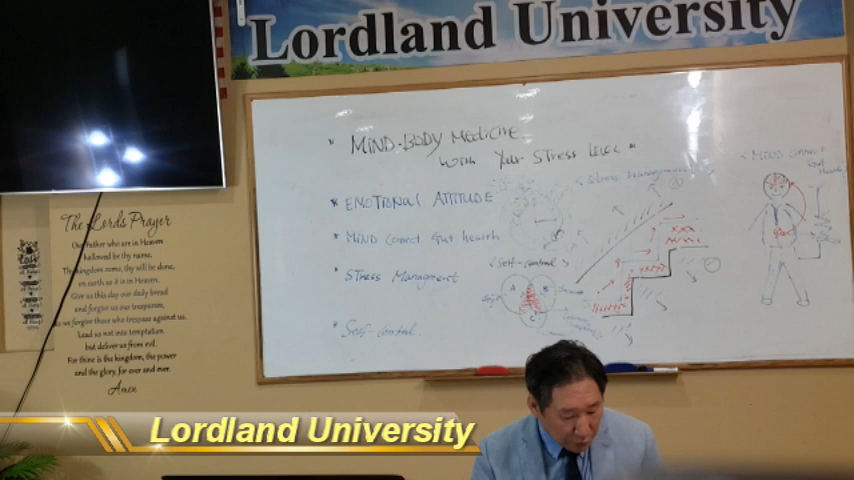 Lordland University
" MIND-BODY MEDICINE
WITH Your STRESS LEVEL "
* EMOTIONAL ATTITUDE
* MIND Connect Gut health
* STRESS Managment
* Self-control.
< Stress Management
< Self-control >
A
B
C
< MIND CONNECT
Gut
Health
The Lord's Prayer
Our Father who are in Heaven
hallowed be thy name,
Thy kingdom come, thy will be done,
on earth as it is in Heaven.
Give us this day our daily bread
and forgive us our trespasses,
as we forgive those who trespass against us.
Lead us not into temptation
but deliver us from evil.
For thine is the kingdom, the power
and the glory, for ever and ever.
Amen
Lordland University